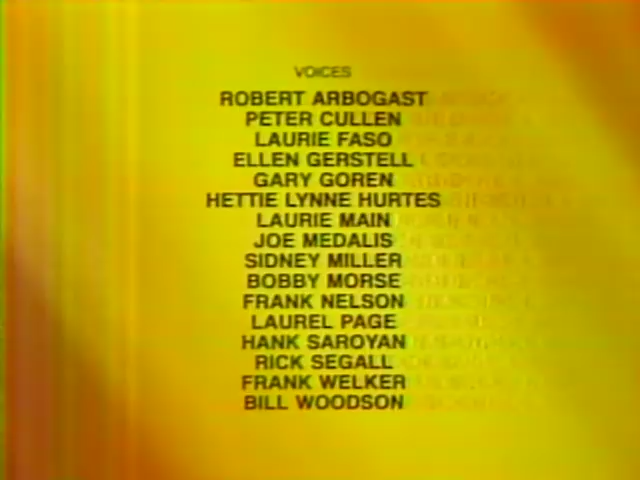 VOICES
ROBERT ARBOGAST
PETER CULLEN
LAURIE FASO
ELLEN GERSTELL
GARY GOREN
HETTIE LYNNE HURTES
LAURIE MAIN
JOE MEDALIS
SIDNEY MILLER
BOBBY MORSE
FRANK NELSON
LAUREL PAGE
HANK SAROYAN
RICK SEGALL
FRANK WELKER
BILL WOODSON